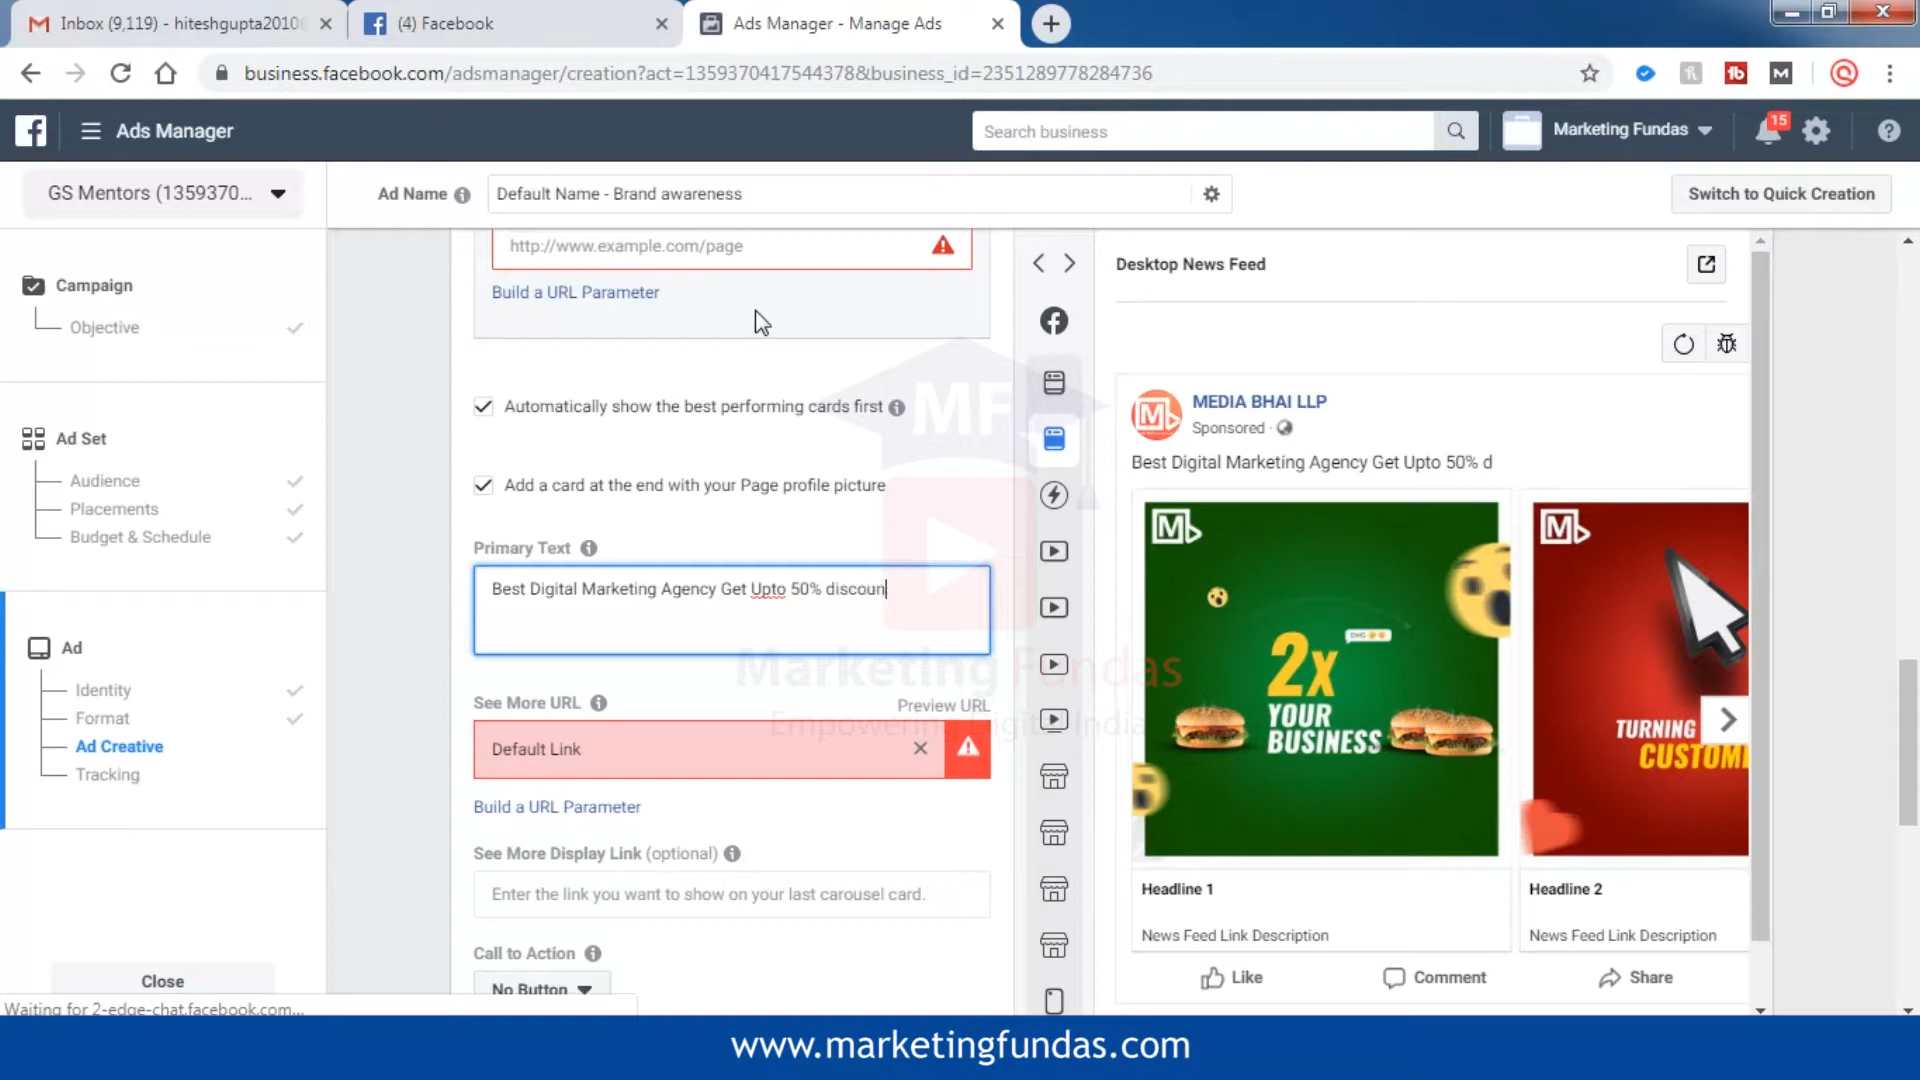 Inbox (9,119) - hiteshgupta2010
(4) Facebook
Ads Manager - Manage Ads
business.facebook.com/adsmanager/creation?act=1359370417544378&business_id=2351289778284736
Ads Manager
Search business
Marketing Fundas
15
GS Mentors (1359370...
Ad Name
Default Name - Brand awareness
Switch to Quick Creation
Campaign
Objective
Ad Set
Audience
Placements
Budget & Schedule
Ad
Identity
Format
Ad Creative
Tracking
Close
Waiting for 2-edge-chat.facebook.com...
http://www.example.com/page
Build a URL Parameter
Automatically show the best performing cards first
Add a card at the end with your Page profile picture
Primary Text
Best Digital Marketing Agency Get Upto 50% discoun
See More URL
Preview URL
Default Link
Build a URL Parameter
See More Display Link (optional)
Enter the link you want to show on your last carousel card.
Call to Action
No Button
MF
Marketing Fundas
Empowering Digital India
Desktop News Feed
MEDIA BHAI LLP
Sponsored ·
Best Digital Marketing Agency Get Upto 50% d
2x
YOUR
BUSINESS
TURNING
CUSTOM
Headline 1
News Feed Link Description
Headline 2
News Feed Link Description
Like
Comment
Share
www.marketingfundas.com